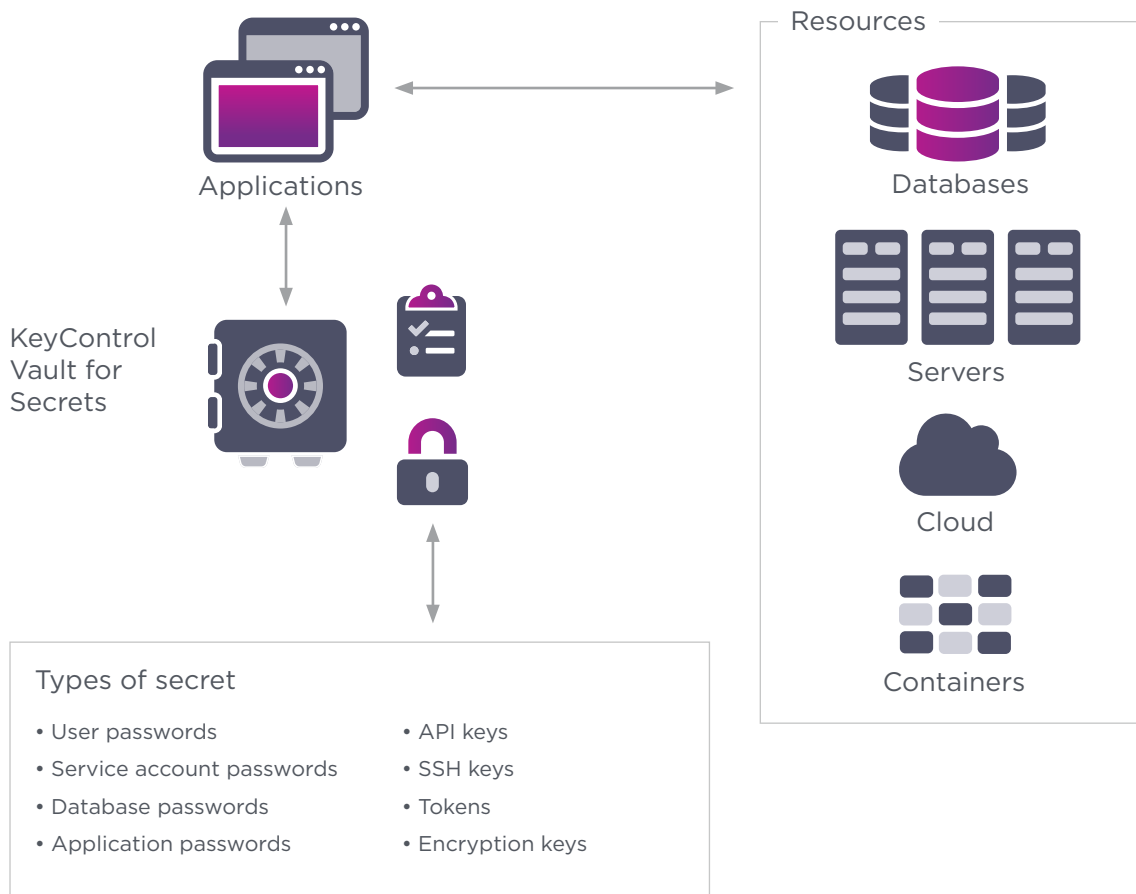 Resources
Applications
Databases
KeyControl
Vault for
Secrets
Servers
Cloud
Containers
Types of secret
• User passwords
• Service account passwords
• Database passwords
• Application passwords
• API keys
• SSH keys
• Tokens
• Encryption keys